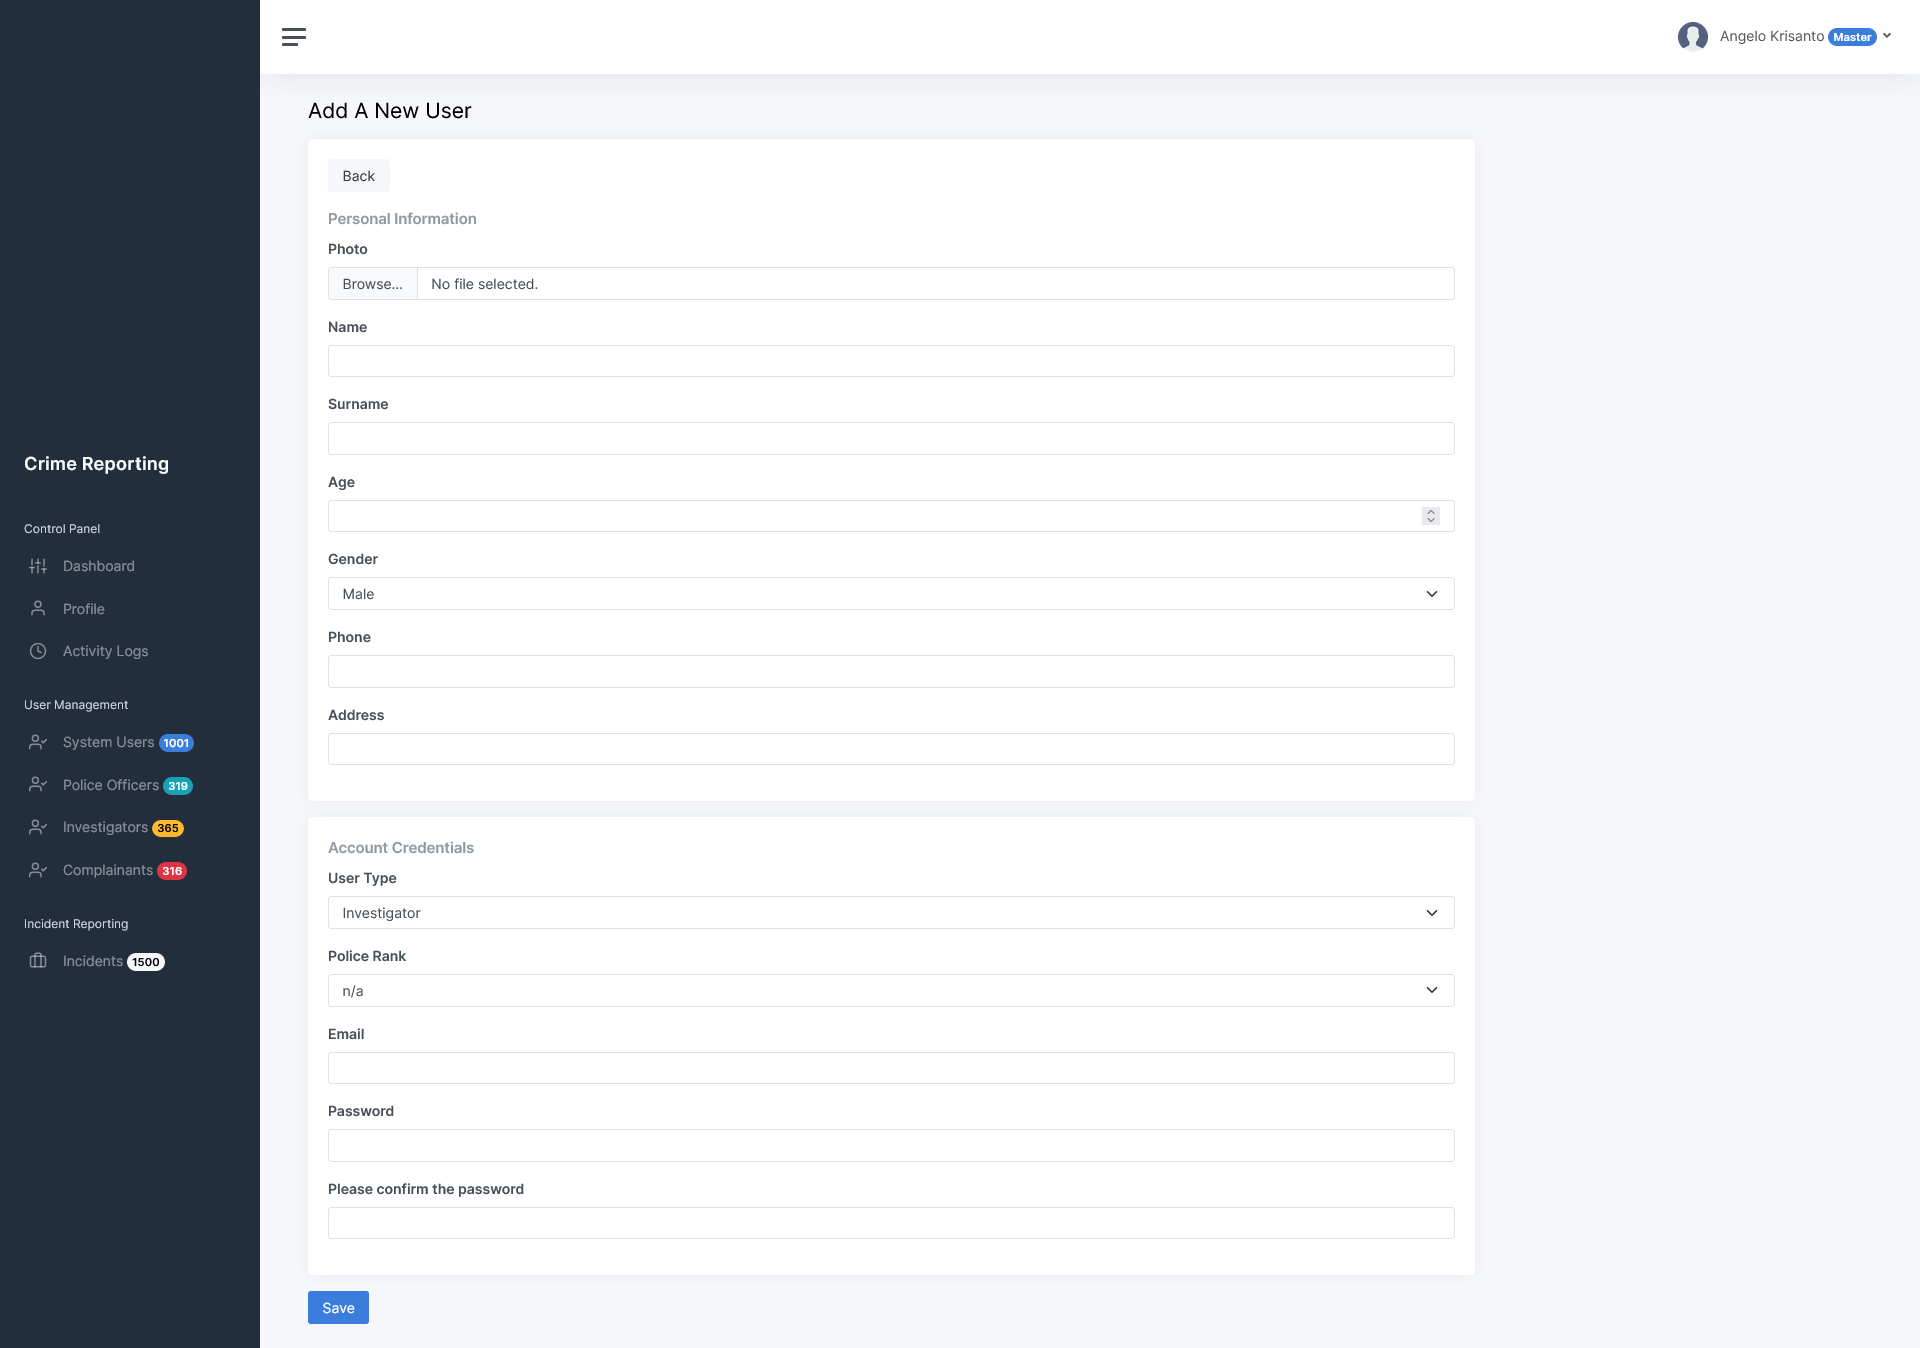 Angelo Krisanto Master
Add A New User
Back
Personal Information
Photo
Browse... No file selected.
Name
Surname
Age
Gender
Male
Phone
Address
Crime Reporting
Control Panel
Dashboard
Profile
Activity Logs
User Management
System Users 1001
Police Officers 319
Investigators 365
Complainants 316
Incident Reporting
Incidents 1500
Account Credentials
User Type
Investigator
Police Rank
n/a
Email
Password
Please confirm the password
Save